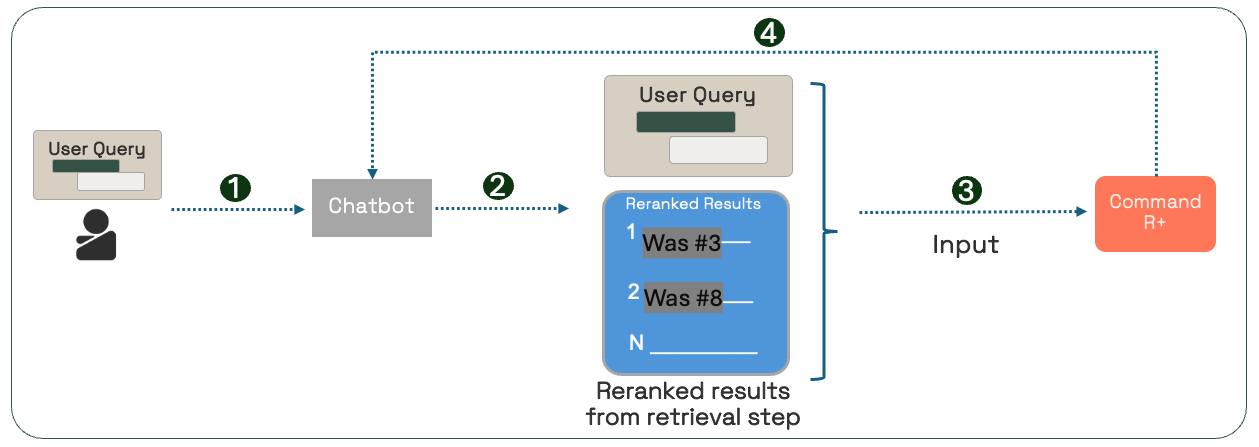 4
User Query
User Query
1
2
3
Chatbot
Command
R+
Reranked Results
1 Was #3
Input
2 Was #8
N
Reranked results
from retrieval step